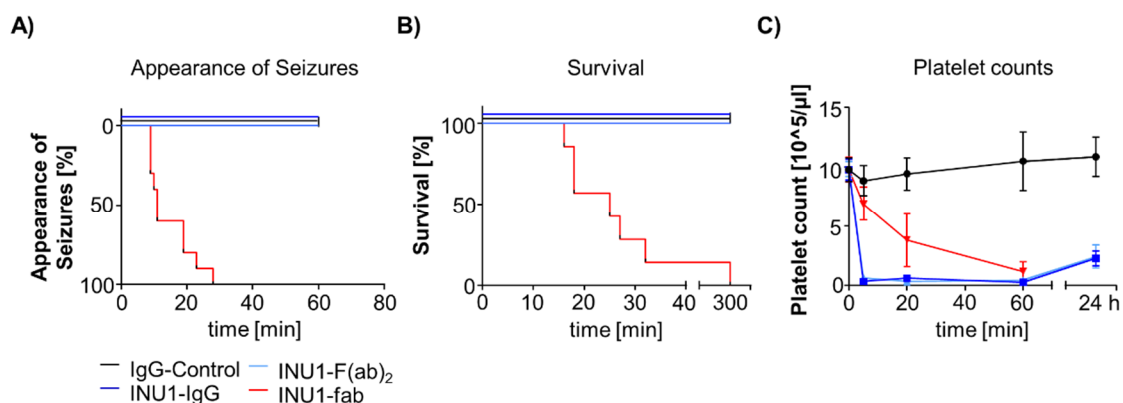 A)
Appearance of Seizures
Appearance of
Seizures [%]
0
50
100
0 20 40 60 80
time [min]
B)
Survival
Survival [%]
100
50
0
0 10 20 30 40 300
time [min]
C)
Platelet counts
Platelet count [10^5/µl]
15
10
5
0
0 20 40 60 24 h
time [min]
IgG-Control INU1-F(ab)₂
INU1-IgG INU1-fab